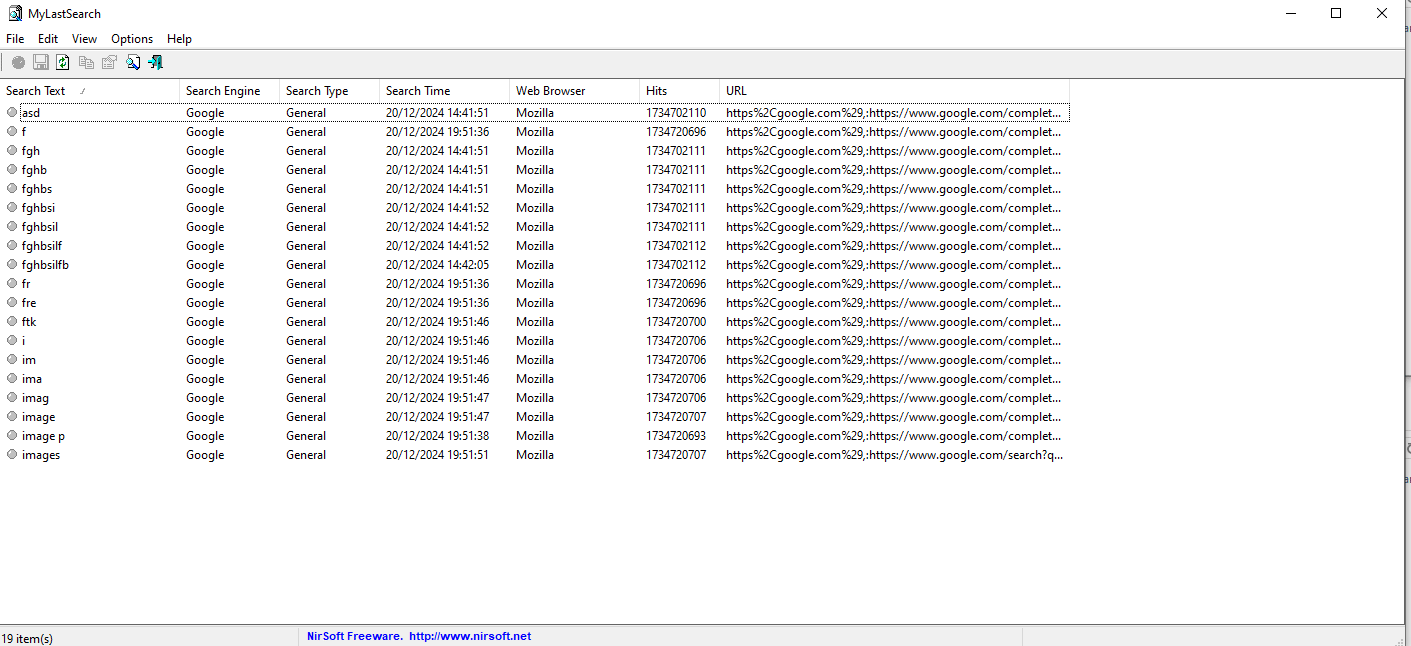 MyLastSearch
File Edit View Options Help
Search Text Search Engine Search Type Search Time Web Browser Hits URL
asd Google General 20/12/2024 14:41:51 Mozilla 1734702110 https%2Cgoogle.com%29,:https://www.google.com/complet...
f Google General 20/12/2024 19:51:36 Mozilla 1734720696 https%2Cgoogle.com%29,:https://www.google.com/complet...
fgh Google General 20/12/2024 14:41:51 Mozilla 1734702111 https%2Cgoogle.com%29,:https://www.google.com/complet...
fghb Google General 20/12/2024 14:41:51 Mozilla 1734702111 https%2Cgoogle.com%29,:https://www.google.com/complet...
fghbs Google General 20/12/2024 14:41:51 Mozilla 1734702111 https%2Cgoogle.com%29,:https://www.google.com/complet...
fghbsi Google General 20/12/2024 14:41:52 Mozilla 1734702111 https%2Cgoogle.com%29,:https://www.google.com/complet...
fghbsil Google General 20/12/2024 14:41:52 Mozilla 1734702111 https%2Cgoogle.com%29,:https://www.google.com/complet...
fghbsilf Google General 20/12/2024 14:41:52 Mozilla 1734702112 https%2Cgoogle.com%29,:https://www.google.com/complet...
fghbsilfb Google General 20/12/2024 14:42:05 Mozilla 1734702112 https%2Cgoogle.com%29,:https://www.google.com/complet...
fr Google General 20/12/2024 19:51:36 Mozilla 1734720696 https%2Cgoogle.com%29,:https://www.google.com/complet...
fre Google General 20/12/2024 19:51:36 Mozilla 1734720696 https%2Cgoogle.com%29,:https://www.google.com/complet...
ftk Google General 20/12/2024 19:51:46 Mozilla 1734720700 https%2Cgoogle.com%29,:https://www.google.com/complet...
i Google General 20/12/2024 19:51:46 Mozilla 1734720706 https%2Cgoogle.com%29,:https://www.google.com/complet...
im Google General 20/12/2024 19:51:46 Mozilla 1734720706 https%2Cgoogle.com%29,:https://www.google.com/complet...
ima Google General 20/12/2024 19:51:46 Mozilla 1734720706 https%2Cgoogle.com%29,:https://www.google.com/complet...
imag Google General 20/12/2024 19:51:47 Mozilla 1734720706 https%2Cgoogle.com%29,:https://www.google.com/complet...
image Google General 20/12/2024 19:51:47 Mozilla 1734720707 https%2Cgoogle.com%29,:https://www.google.com/complet...
image p Google General 20/12/2024 19:51:38 Mozilla 1734720693 https%2Cgoogle.com%29,:https://www.google.com/complet...
images Google General 20/12/2024 19:51:51 Mozilla 1734720707 https%2Cgoogle.com%29,:https://www.google.com/search?q...
19 item(s) NirSoft Freeware. http://www.nirsoft.net